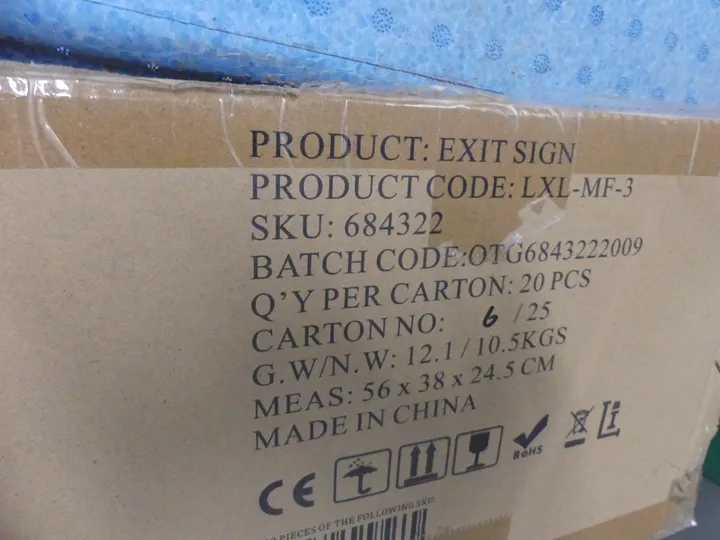 PRODUCT: EXIT SIGN
PRODUCT CODE: LXL-MF-3
SKU: 684322
BATCH CODE:OTG6843222009
Q'Y PER CARTON: 20 PCS
CARTON NO: 6 / 25
G.W/N.W: 12.1 / 10.5KGS
MEAS: 56 x 38 x 24.5 CM
MADE IN CHINA
CE
RoHS
PIECES OF THE FOLLOWING SKU: